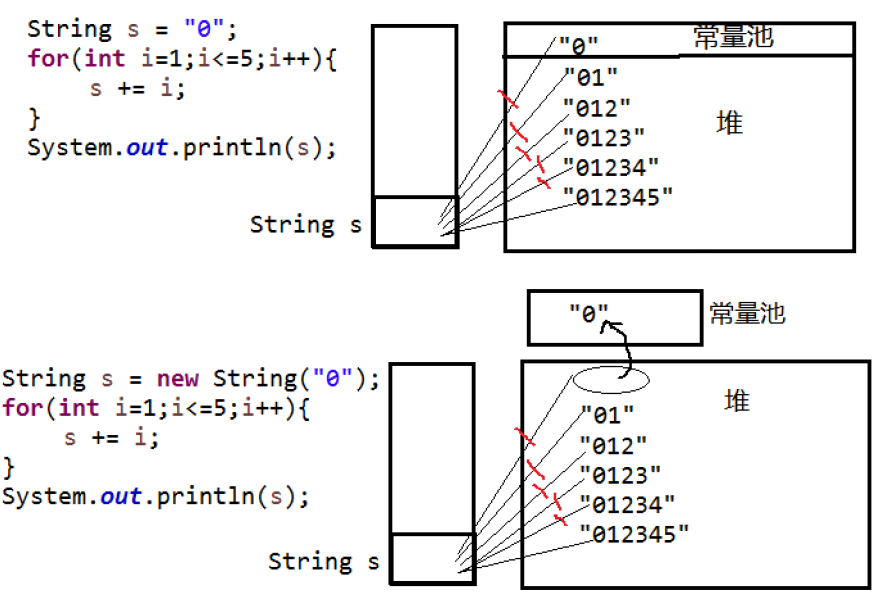 String s = "0";
for(int i=1;i<=5;i++){
s += i;
}
System.out.println(s);
String s
常量池
"0"
"01"
"012"
"0123"
"01234"
"012345"
堆
"0"
常量池
String s = new String("0");
for(int i=1;i<=5;i++){
s += i;
}
System.out.println(s);
String s
堆
"01"
"012"
"0123"
"01234"
"012345"